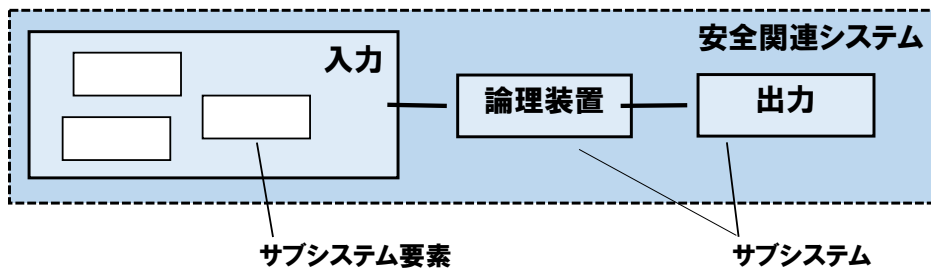 安全関連システム
入力
論理装置
出力
サブシステム要素
サブシステム